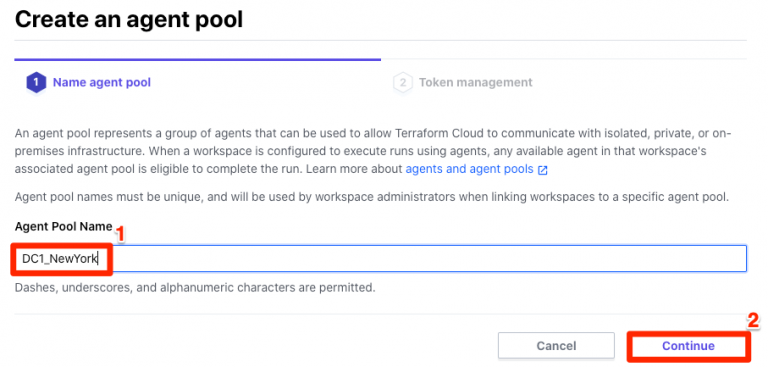 Create an agent pool
1 Name agent pool
2 Token management
An agent pool represents a group of agents that can be used to allow Terraform Cloud to communicate with isolated, private, or on-
premises infrastructure. When a workspace is configured to execute runs using agents, any available agent in that workspace's
associated agent pool is eligible to complete the run. Learn more about agents and agent pools
Agent pool names must be unique, and will be used by workspace administrators when linking workspaces to a specific agent pool.
Agent Pool Name
1
DC1_NewYork
Dashes, underscores, and alphanumeric characters are permitted.
2
Cancel
Continue